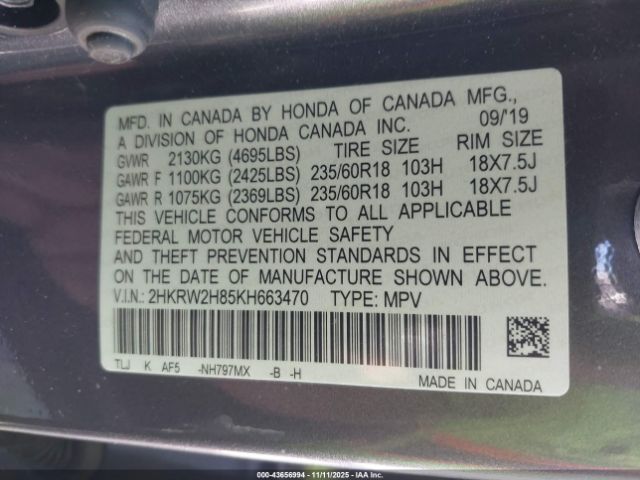 MFD. IN CANADA BY HONDA OF CANADA MFG.,
A DIVISION OF HONDA CANADA INC. 09/'19
GVWR 2130KG (4695LBS) TIRE SIZE RIM SIZE
GAWR F 1100KG (2425LBS) 235/60R18 103H 18X7.5J
GAWR R 1075KG (2369LBS) 235/60R18 103H 18X7.5J
THIS VEHICLE CONFORMS TO ALL APPLICABLE
FEDERAL MOTOR VEHICLE SAFETY
AND THEFT PREVENTION STANDARDS IN EFFECT
ON THE DATE OF MANUFACTURE SHOWN ABOVE.
V.I.N.: 2HKRW2H85KH663470 TYPE: MPV
TLJ K AF5 -NH797MX -B -H
MADE IN CANADA
000-43656994 - 11/11/2025 - IAA Corp.